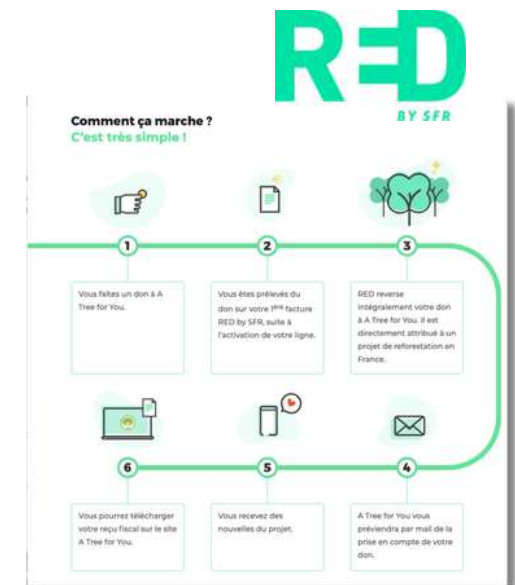 RED
BY SFR
Comment ça marche ?
C'est très simple !
1
2
3
Vous faites un don à A
Tree for You.
Vous êtes prélevés du
don sur votre 1ère facture
RED by SFR, suite à
l'activation de votre ligne.
RED reverse
intégralement votre don
à A Tree for You. Il est
directement attribué à un
projet de reforestation en
France.
6
5
4
Vous pourrez télécharger
votre reçu fiscal sur le site
A Tree for You.
Vous recevez des
nouvelles du projet.
A Tree for You vous
préviendra par mail de la
prise en compte de votre
don.